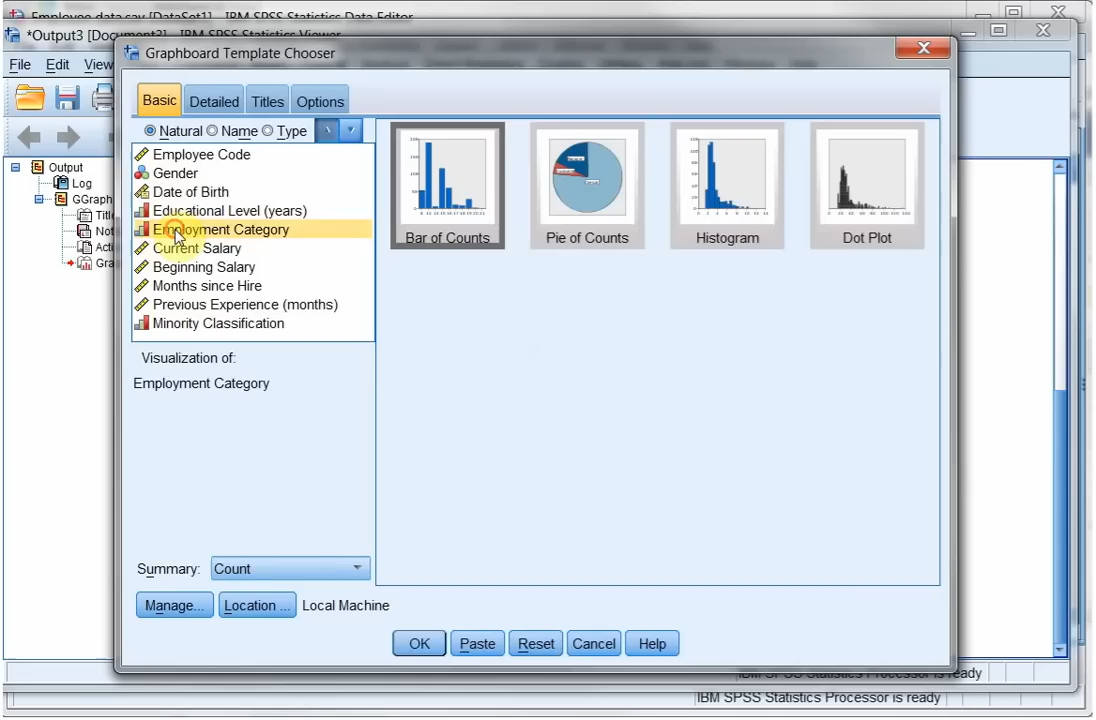 Employee data.sav [DataSet1] - IBM SPSS Statistics Data Editor
*Output3 [Document3] - IBM SPSS Statistics Viewer
File Edit View
Output
Log
GGraph
Titl
Not
Acti
Gra
Graphboard Template Chooser
Basic Detailed Titles Options
Natural Name Type
Employee Code
Gender
Date of Birth
Educational Level (years)
Employment Category
Current Salary
Beginning Salary
Months since Hire
Previous Experience (months)
Minority Classification
Bar of Counts
Pie of Counts
Histogram
Dot Plot
Visualization of:
Employment Category
Summary: Count
Manage... Location ... Local Machine
OK Paste Reset Cancel Help
IBM SPSS Statistics Processor is ready
IBM SPSS Statistics Processor is ready